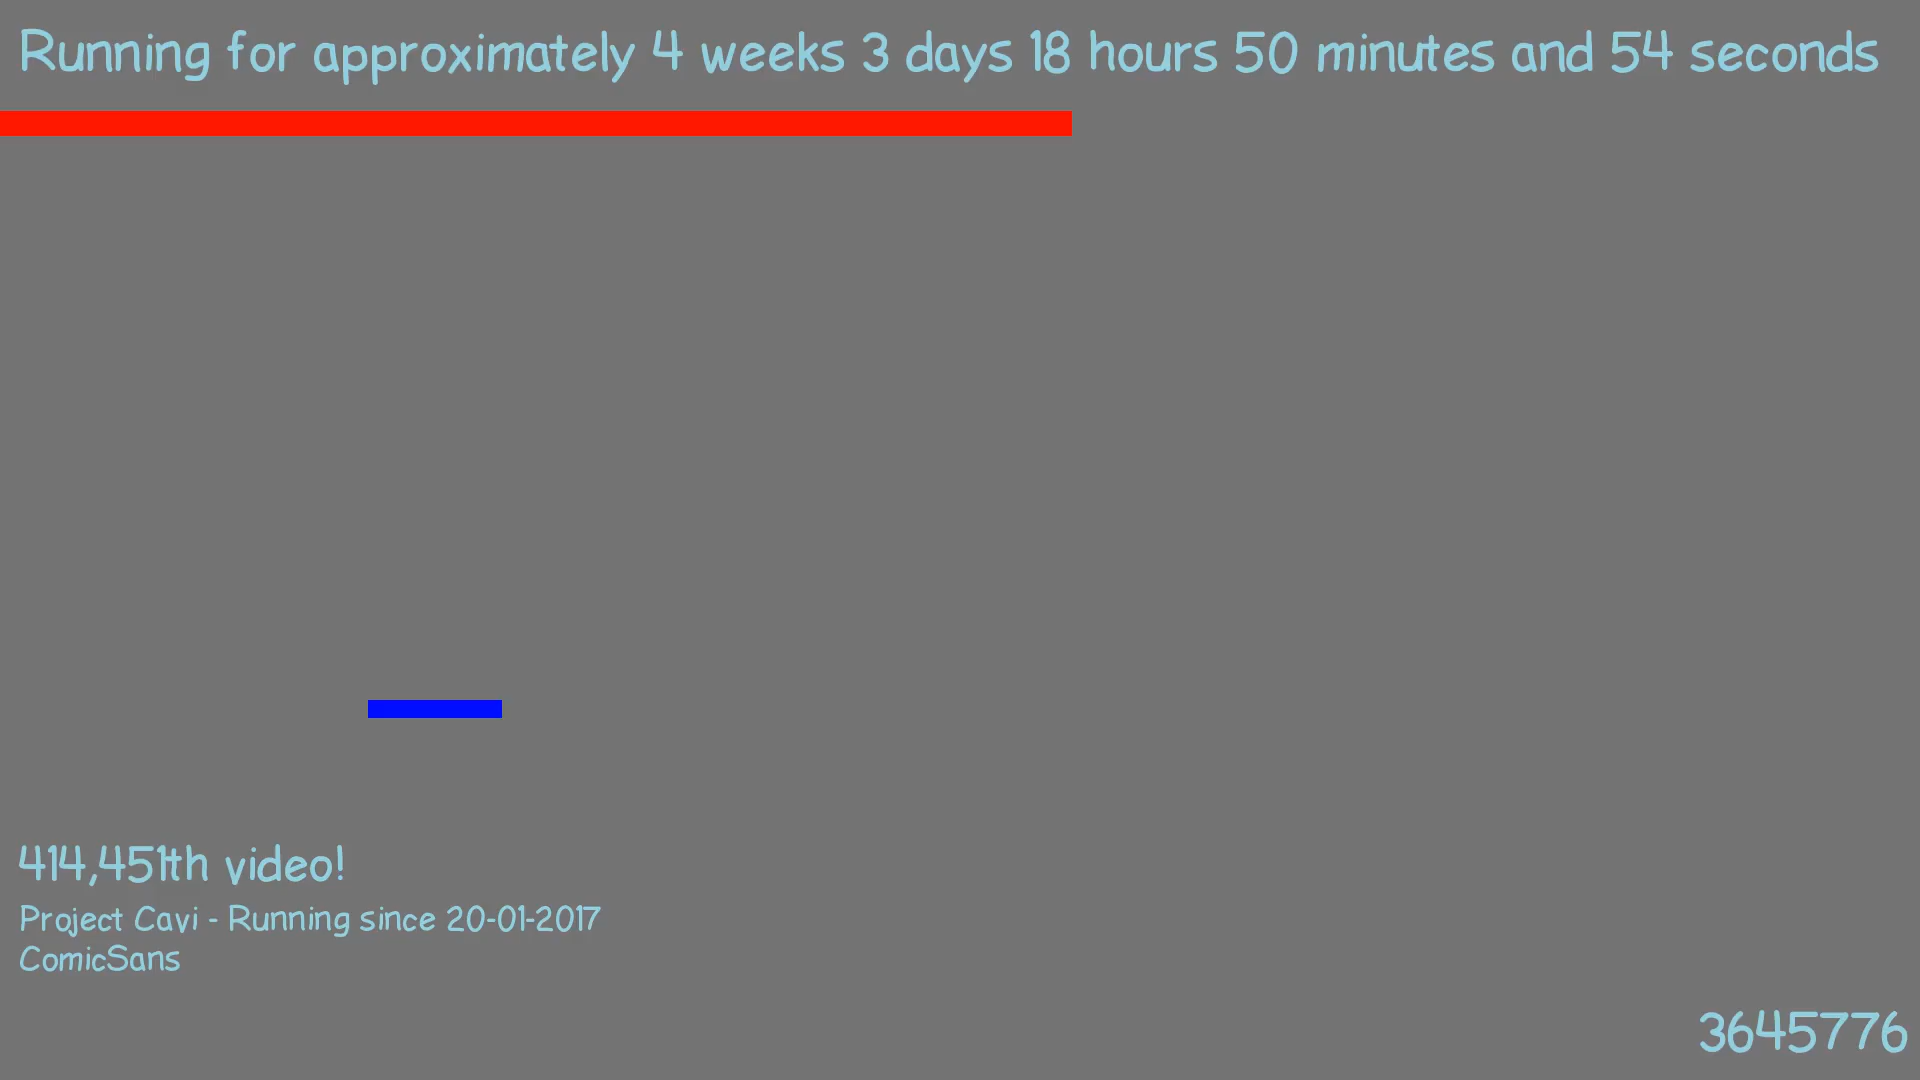 Running for approximately 4 weeks 3 days 18 hours 50 minutes and 54 seconds
414,451th video!
Project Cavi - Running since 20-01-2017
ComicSans
3645776